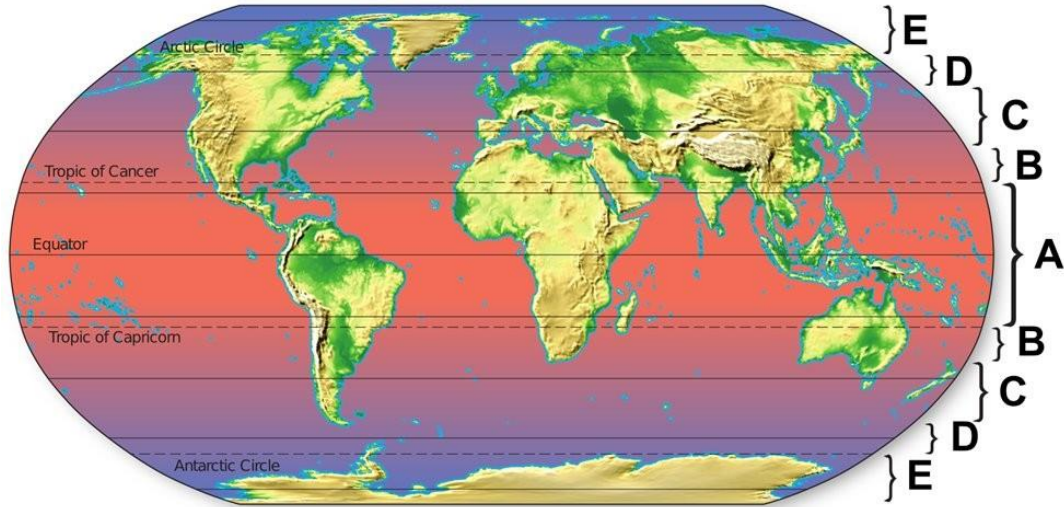 E
Arctic Circle
D
C
B
Tropic of Cancer
Equator
A
Tropic of Capricorn
B
C
D
Antarctic Circle
E